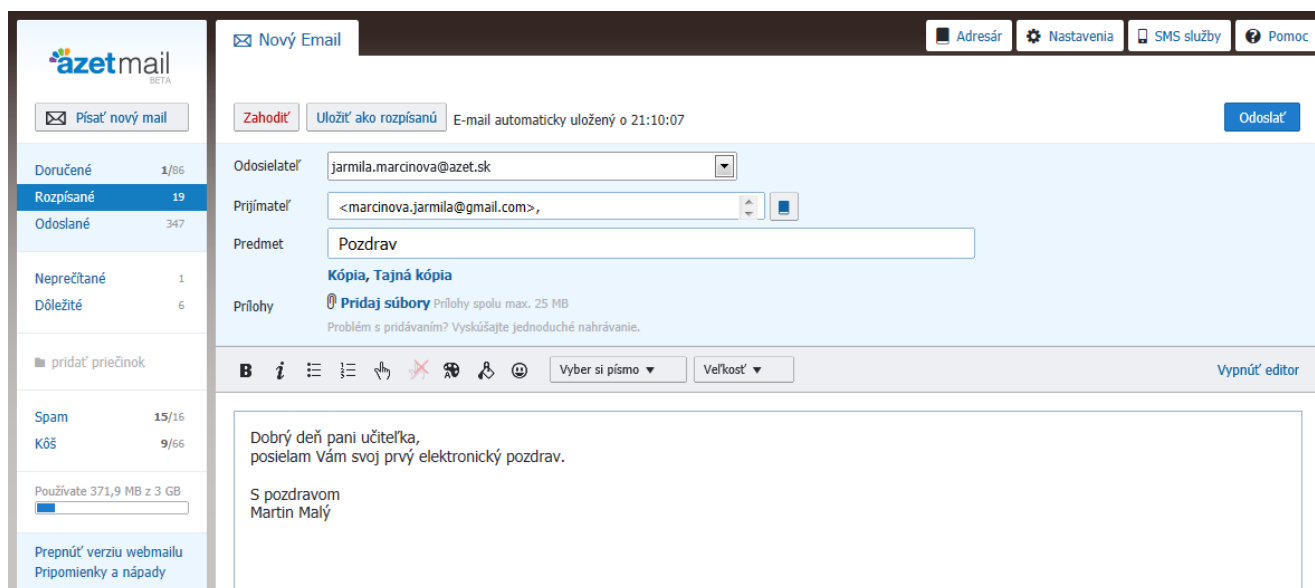 azetmail
BETA
Písať nový mail
Doručené 1/86
Rozpísané 19
Odoslané 347
Neprečítané 1
Dôležité 6
pridať priečinok
Spam 15/16
Kôš 9/66
Používate 371,9 MB z 3 GB
Prepnúť verziu webmailu
Pripomienky a nápady
Nový Email
Adresár Nastavenia SMS služby Pomoc
Zahodiť Uložiť ako rozpísanú E-mail automaticky uložený o 21:10:07 Odoslať
Odosielateľ jarmila.marcinova@azet.sk
Prijímateľ <marcinova.jarmila@gmail.com>,
Predmet Pozdrav
Kópia, Tajná kópia
Prílohy Pridaj súbory Prílohy spolu max. 25 MB
Problém s pridávaním? Vyskúšajte jednoduché nahrávanie.
B i Vyber si písmo Veľkosť Vypnúť editor
Dobrý deň pani učiteľka,
posielam Vám svoj prvý elektronický pozdrav.
S pozdravom
Martin Malý